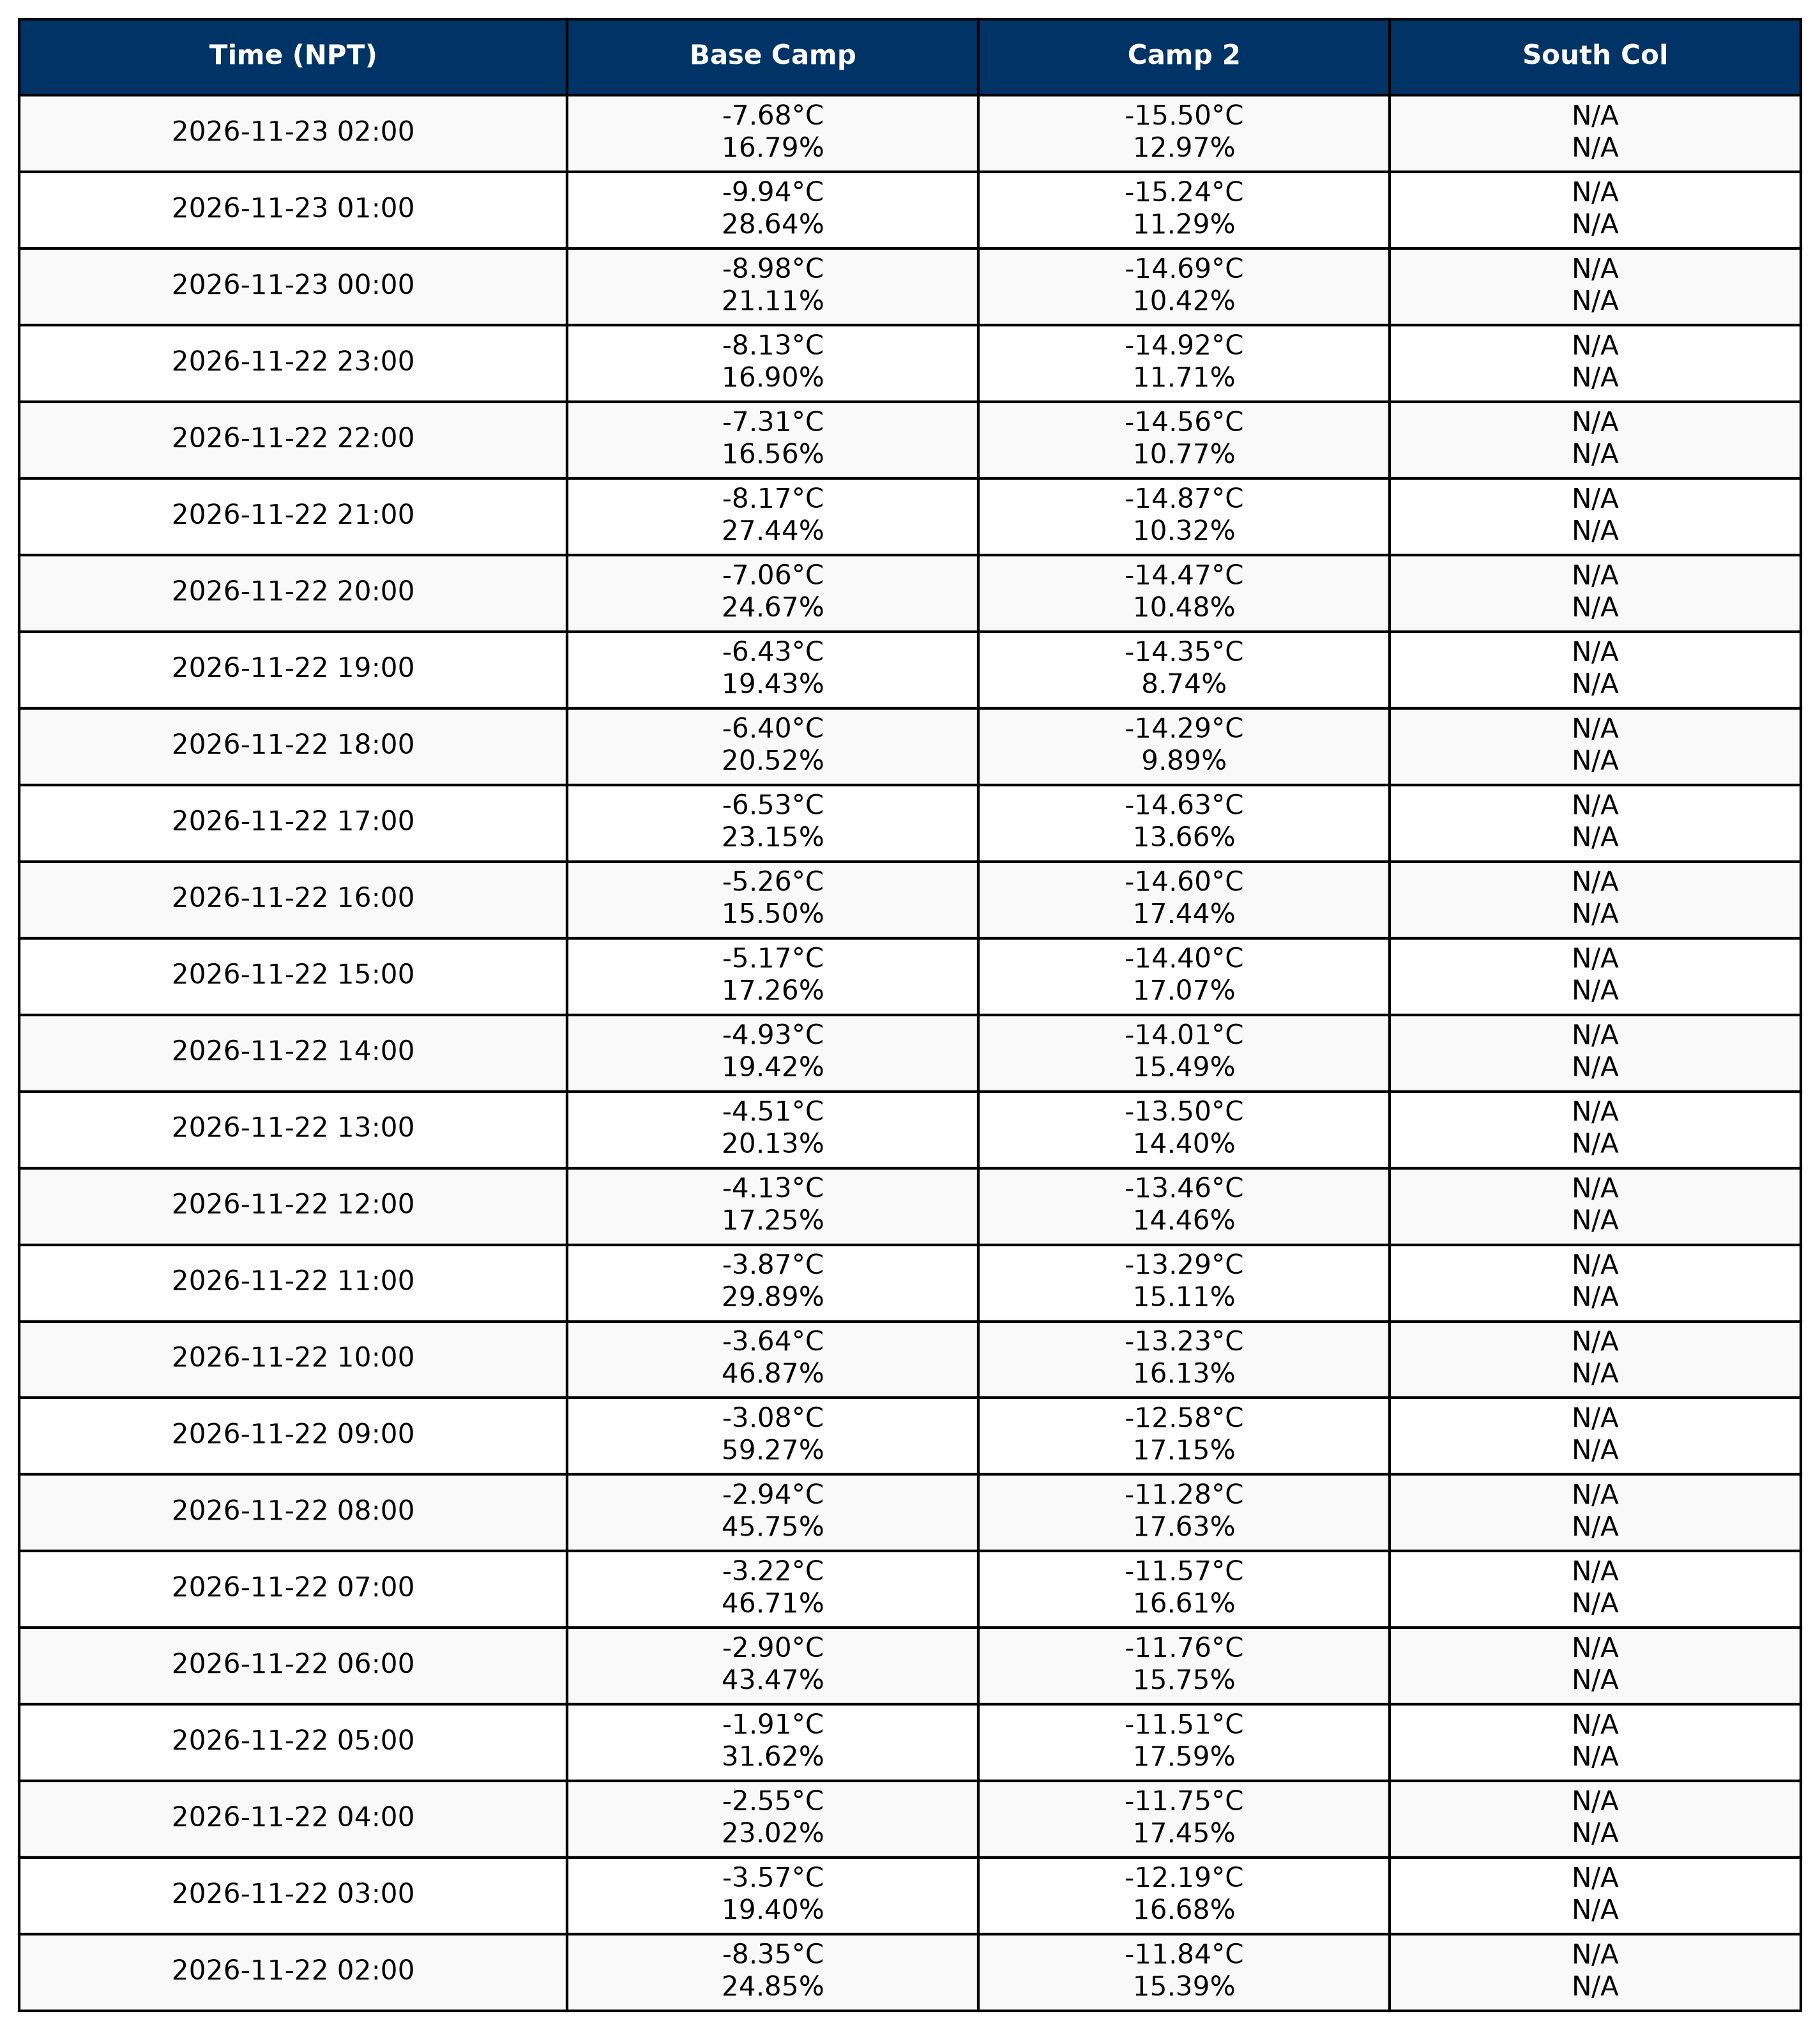 Time (NPT) Base Camp Camp 2 South Col
2026-11-23 02:00 -7.68°C -15.50°C N/A
16.79% 12.97% N/A
2026-11-23 01:00 -9.94°C -15.24°C N/A
28.64% 11.29% N/A
2026-11-23 00:00 -8.98°C -14.69°C N/A
21.11% 10.42% N/A
2026-11-22 23:00 -8.13°C -14.92°C N/A
16.90% 11.71% N/A
2026-11-22 22:00 -7.31°C -14.56°C N/A
16.56% 10.77% N/A
2026-11-22 21:00 -8.17°C -14.87°C N/A
27.44% 10.32% N/A
2026-11-22 20:00 -7.06°C -14.47°C N/A
24.67% 10.48% N/A
2026-11-22 19:00 -6.43°C -14.35°C N/A
19.43% 8.74% N/A
2026-11-22 18:00 -6.40°C -14.29°C N/A
20.52% 9.89% N/A
2026-11-22 17:00 -6.53°C -14.63°C N/A
23.15% 13.66% N/A
2026-11-22 16:00 -5.26°C -14.60°C N/A
15.50% 17.44% N/A
2026-11-22 15:00 -5.17°C -14.40°C N/A
17.26% 17.07% N/A
2026-11-22 14:00 -4.93°C -14.01°C N/A
19.42% 15.49% N/A
2026-11-22 13:00 -4.51°C -13.50°C N/A
20.13% 14.40% N/A
2026-11-22 12:00 -4.13°C -13.46°C N/A
17.25% 14.46% N/A
2026-11-22 11:00 -3.87°C -13.29°C N/A
29.89% 15.11% N/A
2026-11-22 10:00 -3.64°C -13.23°C N/A
46.87% 16.13% N/A
2026-11-22 09:00 -3.08°C -12.58°C N/A
59.27% 17.15% N/A
2026-11-22 08:00 -2.94°C -11.28°C N/A
45.75% 17.63% N/A
2026-11-22 07:00 -3.22°C -11.57°C N/A
46.71% 16.61% N/A
2026-11-22 06:00 -2.90°C -11.76°C N/A
43.47% 15.75% N/A
2026-11-22 05:00 -1.91°C -11.51°C N/A
31.62% 17.59% N/A
2026-11-22 04:00 -2.55°C -11.75°C N/A
23.02% 17.45% N/A
2026-11-22 03:00 -3.57°C -12.19°C N/A
19.40% 16.68% N/A
2026-11-22 02:00 -8.35°C -11.84°C N/A
24.85% 15.39% N/A